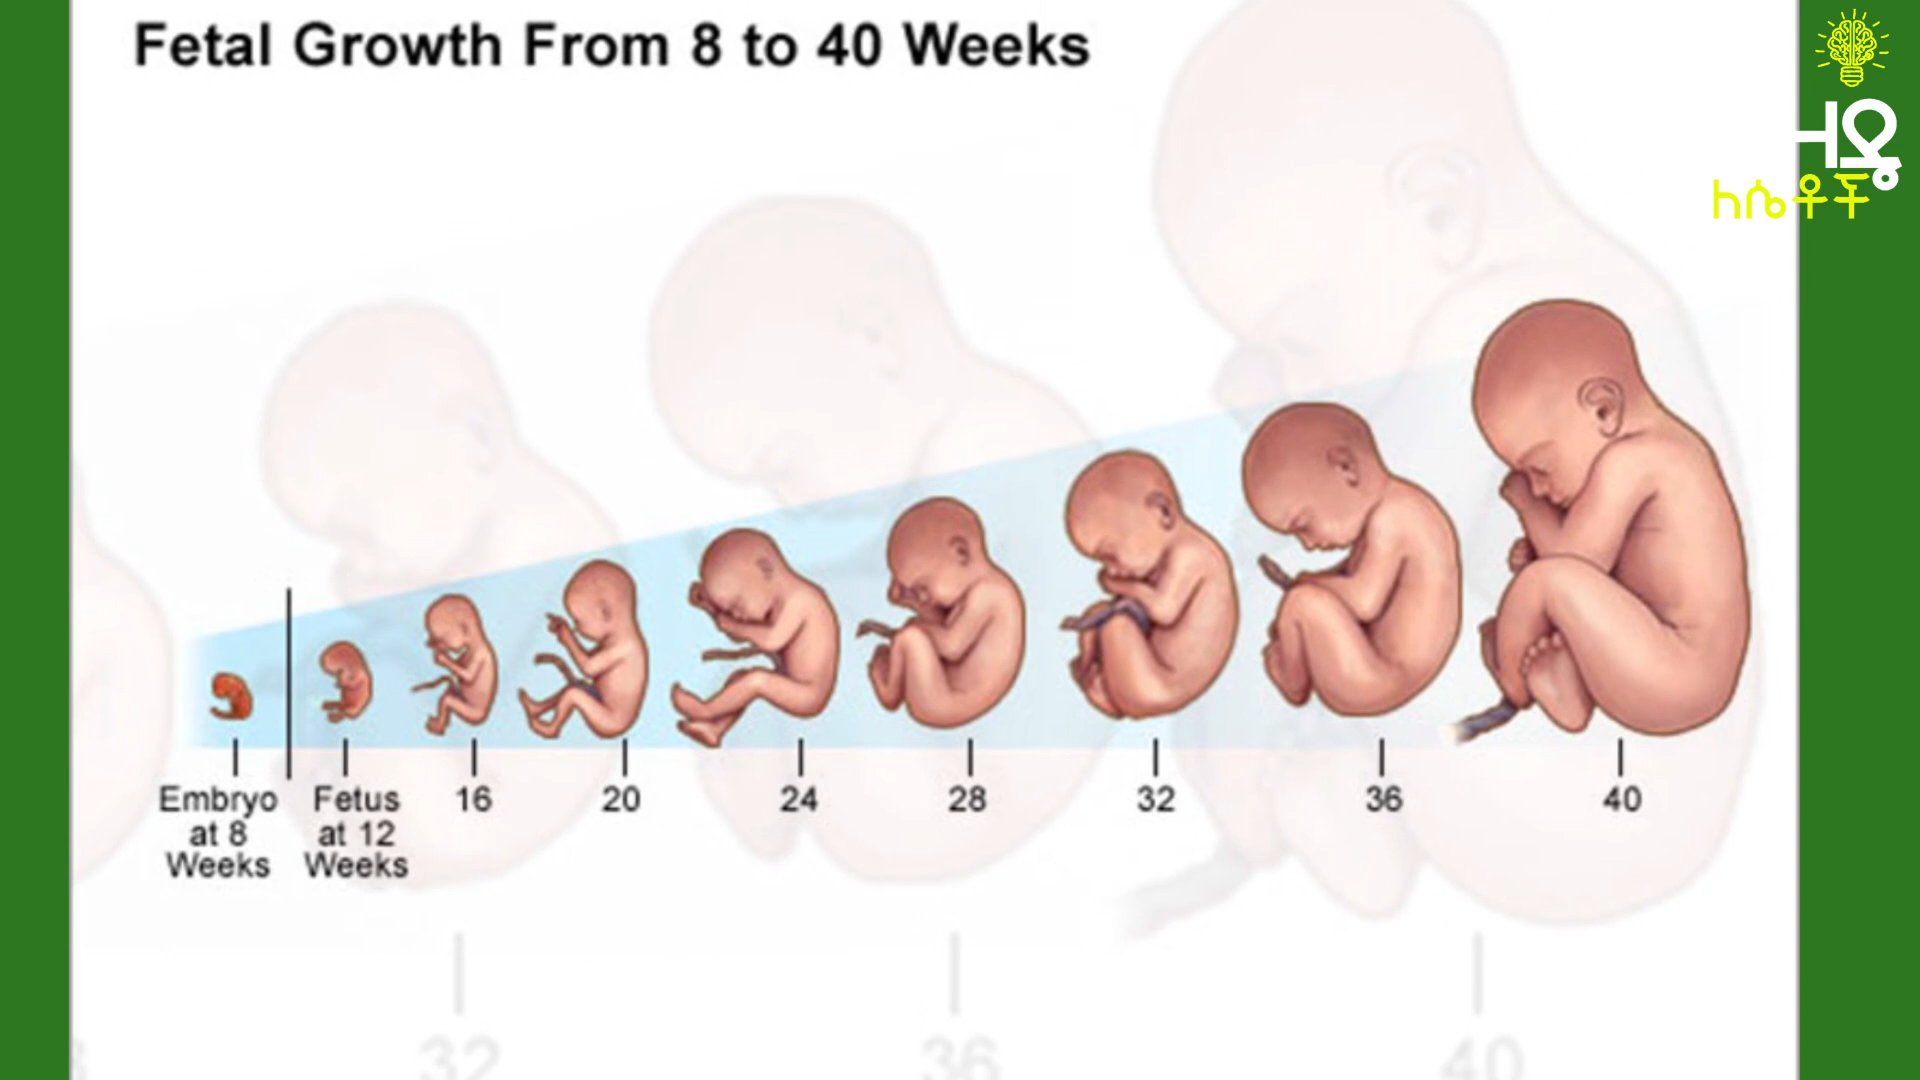 Fetal Growth From 8 to 40 Weeks
ለሴቶች
Embryo
at 8
Weeks
Fetus
at 12
Weeks
16
20
24
28
32
36
40
32
36
40